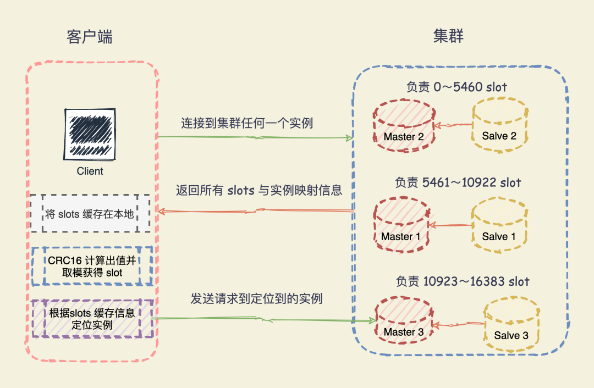 客户端
集群
负责 0～5460 slot
连接到集群任何一个实例
Master 2
Salve 2
Client
返回所有 slots 与实例映射信息
负责 5461～10922 slot
将 slots 缓存在本地
Master 1
Salve 1
CRC16 计算出值并
取模获得 slot
负责 10923～16383 slot
发送请求到定位到的实例
根据slots 缓存信息
定位实例
Master 3
Salve 3